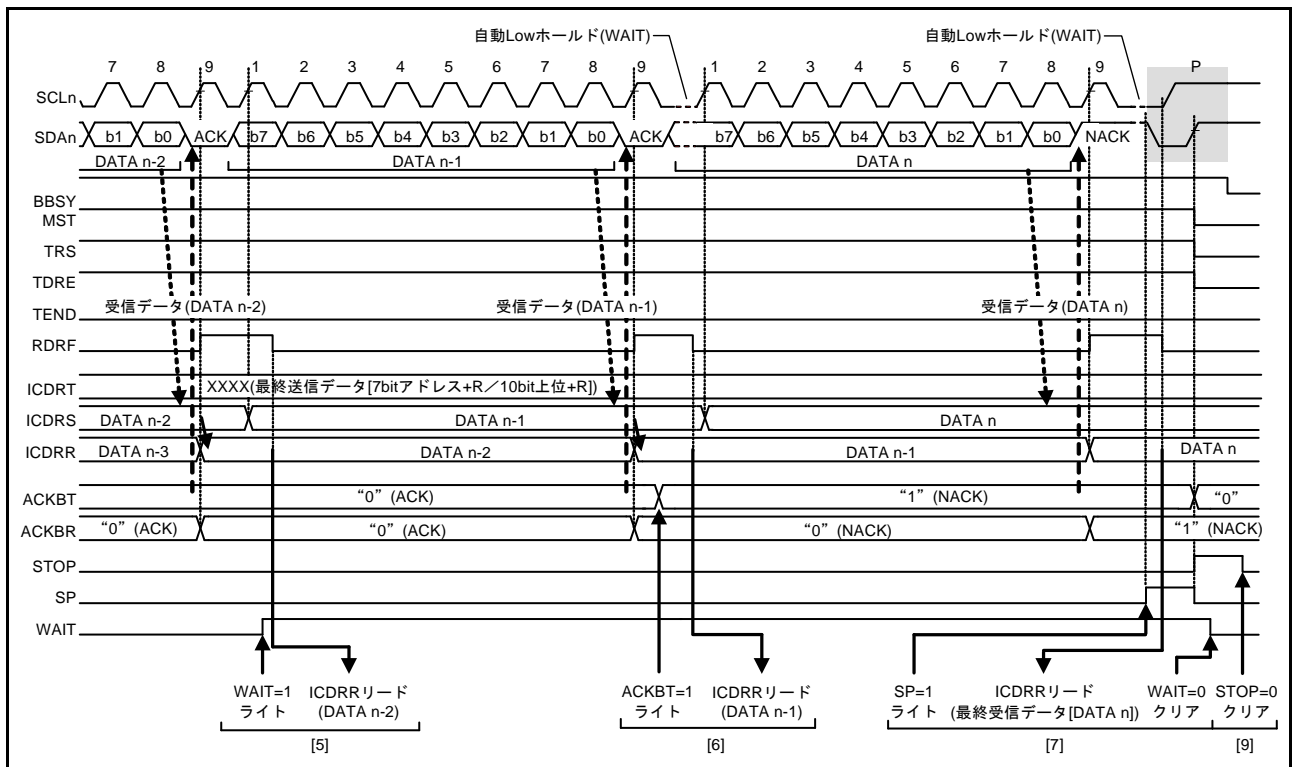 自動Lowホールド(WAIT) 自動Lowホールド(WAIT)
7 8 9 1 2 3 4 5 6 7 8 9 1 2 3 4 5 6 7 8 9 P
SCLn
SDAn b1 b0 ACK b7 b6 b5 b4 b3 b2 b1 b0 ACK b7 b6 b5 b4 b3 b2 b1 b0 NACK
DATA n-2 DATA n-1 DATA n
BBSY
MST
TRS
TDRE
受信データ(DATA n-2) 受信データ(DATA n-1) 受信データ(DATA n)
TEND
RDRF
ICDRT XXXX(最終送信データ[7bitアドレス+R／10bit上位+R])
ICDRS DATA n-2 DATA n-1 DATA n
ICDRR DATA n-3 DATA n-2 DATA n-1 DATA n
ACKBT “0” (ACK) “1” (NACK) “0”
ACKBR “0” (ACK) “0” (ACK) “0” (NACK) “1” (NACK)
STOP
SP
WAIT
WAIT=1 ICDRRリード ACKBT=1 ICDRRリード SP=1 ICDRRリード WAIT=0 STOP=0
ライト (DATA n-2) ライト (DATA n-1) ライト (最終受信データ[DATA n]) クリア クリア
[5] [6] [7] [9]